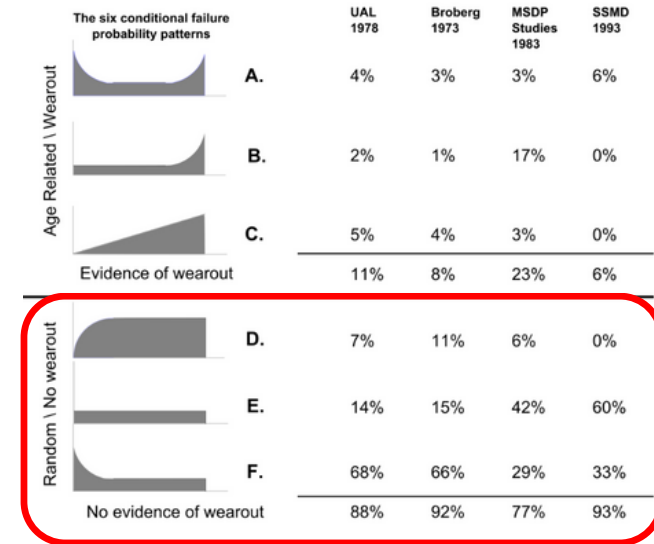 The six conditional failure
probability patterns
UAL
1978
Broberg
1973
MSDP
Studies
1983
SSMD
1993
Age Related \ Wearout
A. 4% 3% 3% 6%
B. 2% 1% 17% 0%
C. 5% 4% 3% 0%
Evidence of wearout 11% 8% 23% 6%
Random \ No wearout
D. 7% 11% 6% 0%
E. 14% 15% 42% 60%
F. 68% 66% 29% 33%
No evidence of wearout 88% 92% 77% 93%